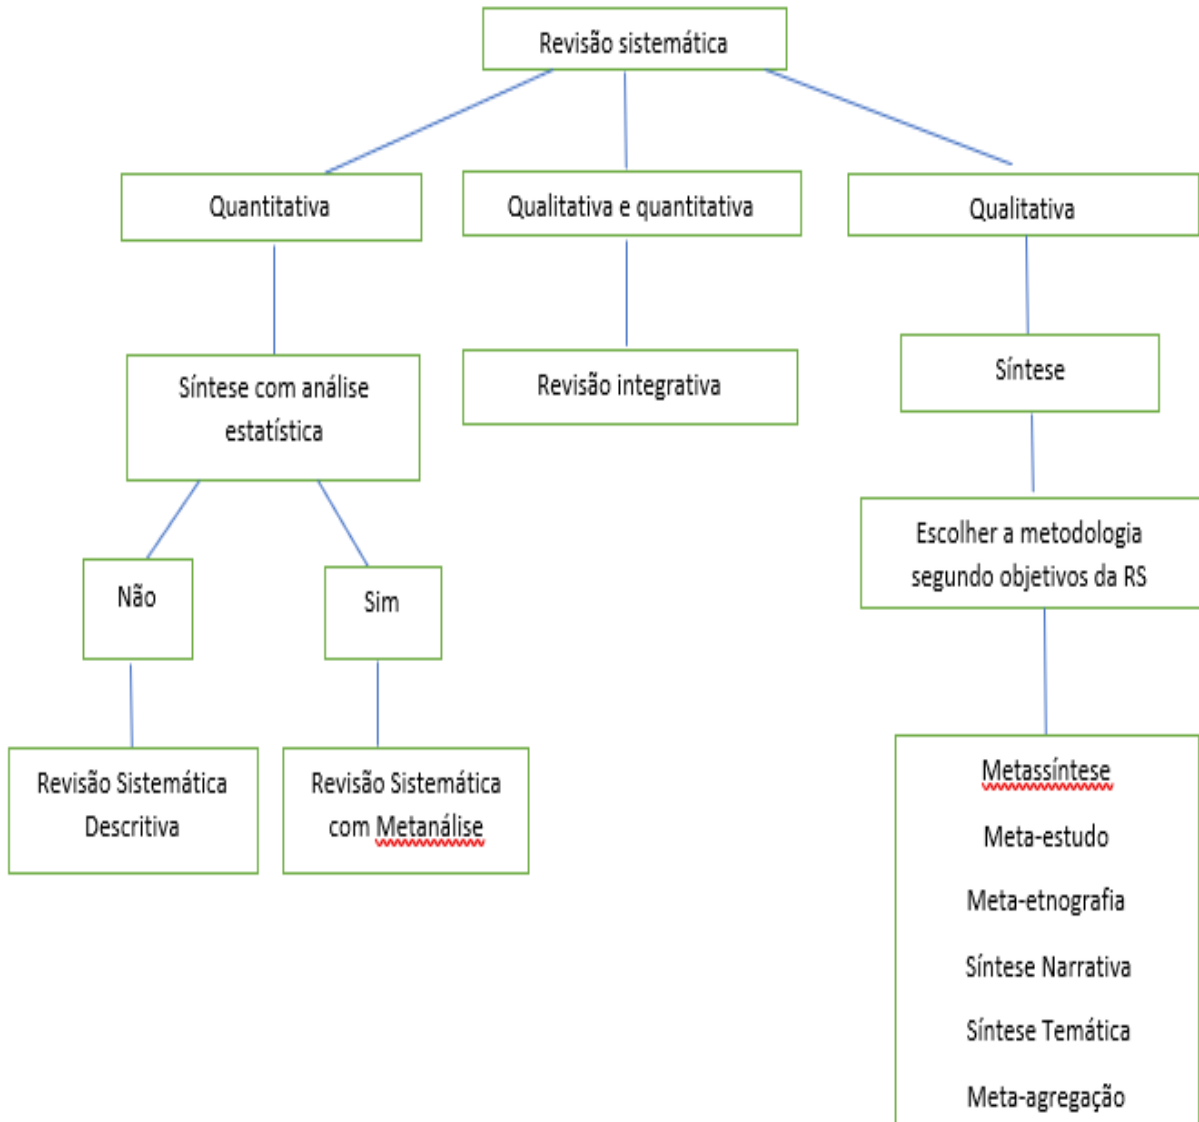 Revisão sistemática
Quantitativa
Qualitativa e quantitativa
Qualitativa
Síntese com análise
estatística
Revisão integrativa
Síntese
Não
Sim
Escolher a metodologia
segundo objetivos da RS
Revisão Sistemática
Descritiva
Revisão Sistemática
com Metanálise
Metassíntese
Meta-estudo
Meta-etnografia
Síntese Narrativa
Síntese Temática
Meta-agregação